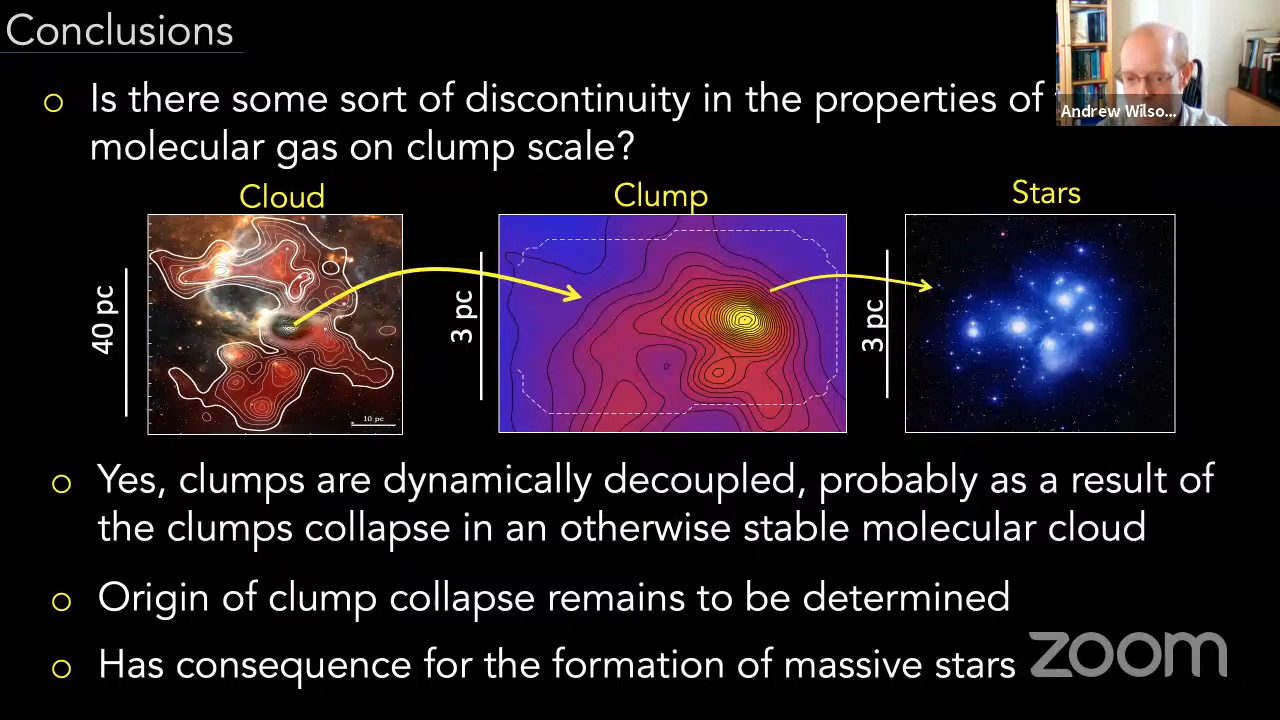 Conclusions
Is there some sort of discontinuity in the properties of
molecular gas on clump scale?
Andrew Wilso...
Cloud
Clump
Stars
40 pc
10 pc
3 pc
3 pc
Yes, clumps are dynamically decoupled, probably as a result of
the clumps collapse in an otherwise stable molecular cloud
Origin of clump collapse remains to be determined
Has consequence for the formation of massive stars
zoom